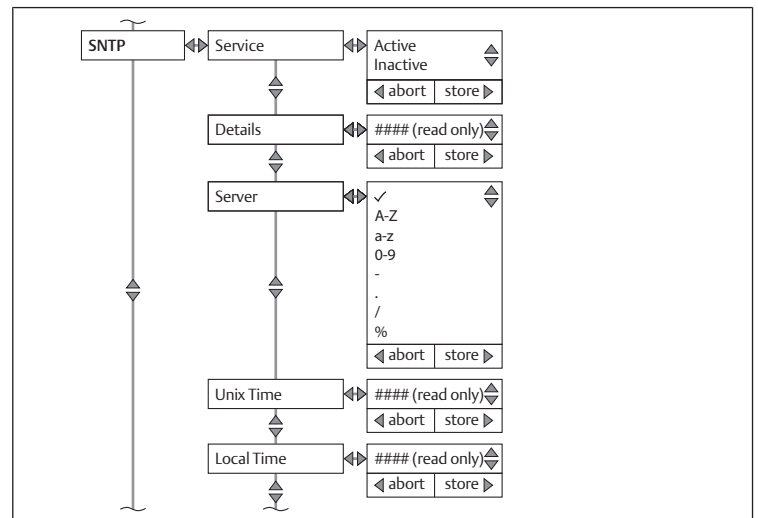 SNTP
Service
Active
Inactive
abort store
Details
#### (read only)
abort store
Server
✓
A-Z
a-z
0-9
-
.
/
%
abort store
Unix Time
#### (read only)
abort store
Local Time
#### (read only)
abort store